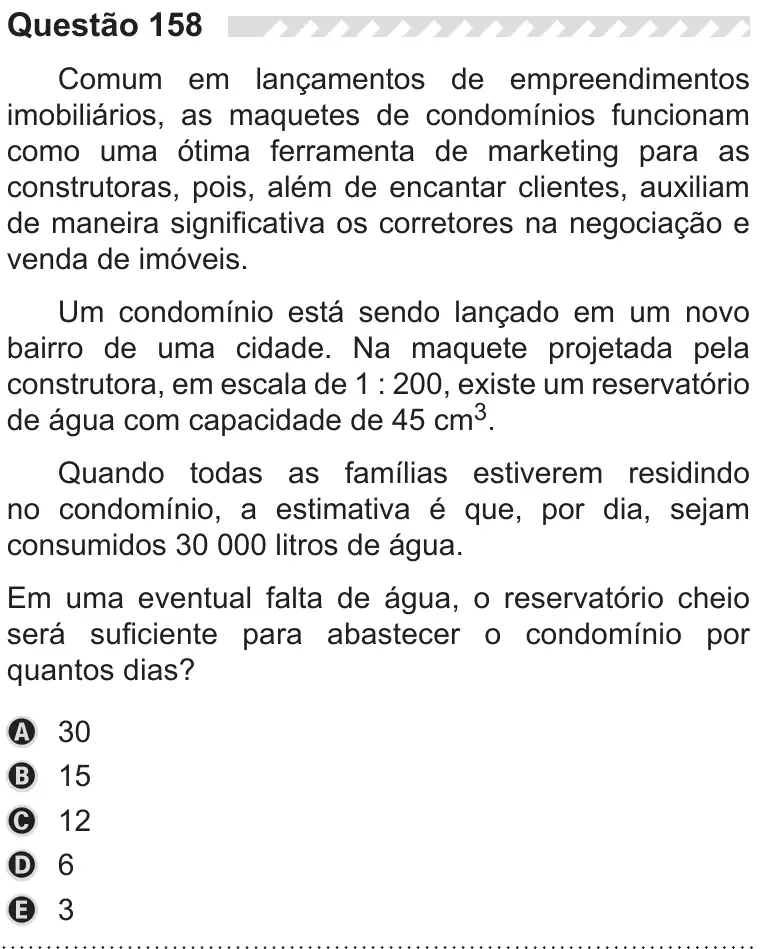 Questão 158
Comum em lançamentos de empreendimentos
imobiliários, as maquetes de condomínios funcionam
como uma ótima ferramenta de marketing para as
construtoras, pois, além de encantar clientes, auxiliam
de maneira significativa os corretores na negociação e
venda de imóveis.
Um condomínio está sendo lançado em um novo
bairro de uma cidade. Na maquete projetada pela
construtora, em escala de 1 : 200, existe um reservatório
de água com capacidade de 45 cm³.
Quando todas as famílias estiverem residindo
no condomínio, a estimativa é que, por dia, sejam
consumidos 30 000 litros de água.
Em uma eventual falta de água, o reservatório cheio
será suficiente para abastecer o condomínio por
quantos dias?
A 30
B 15
C 12
D 6
E 3